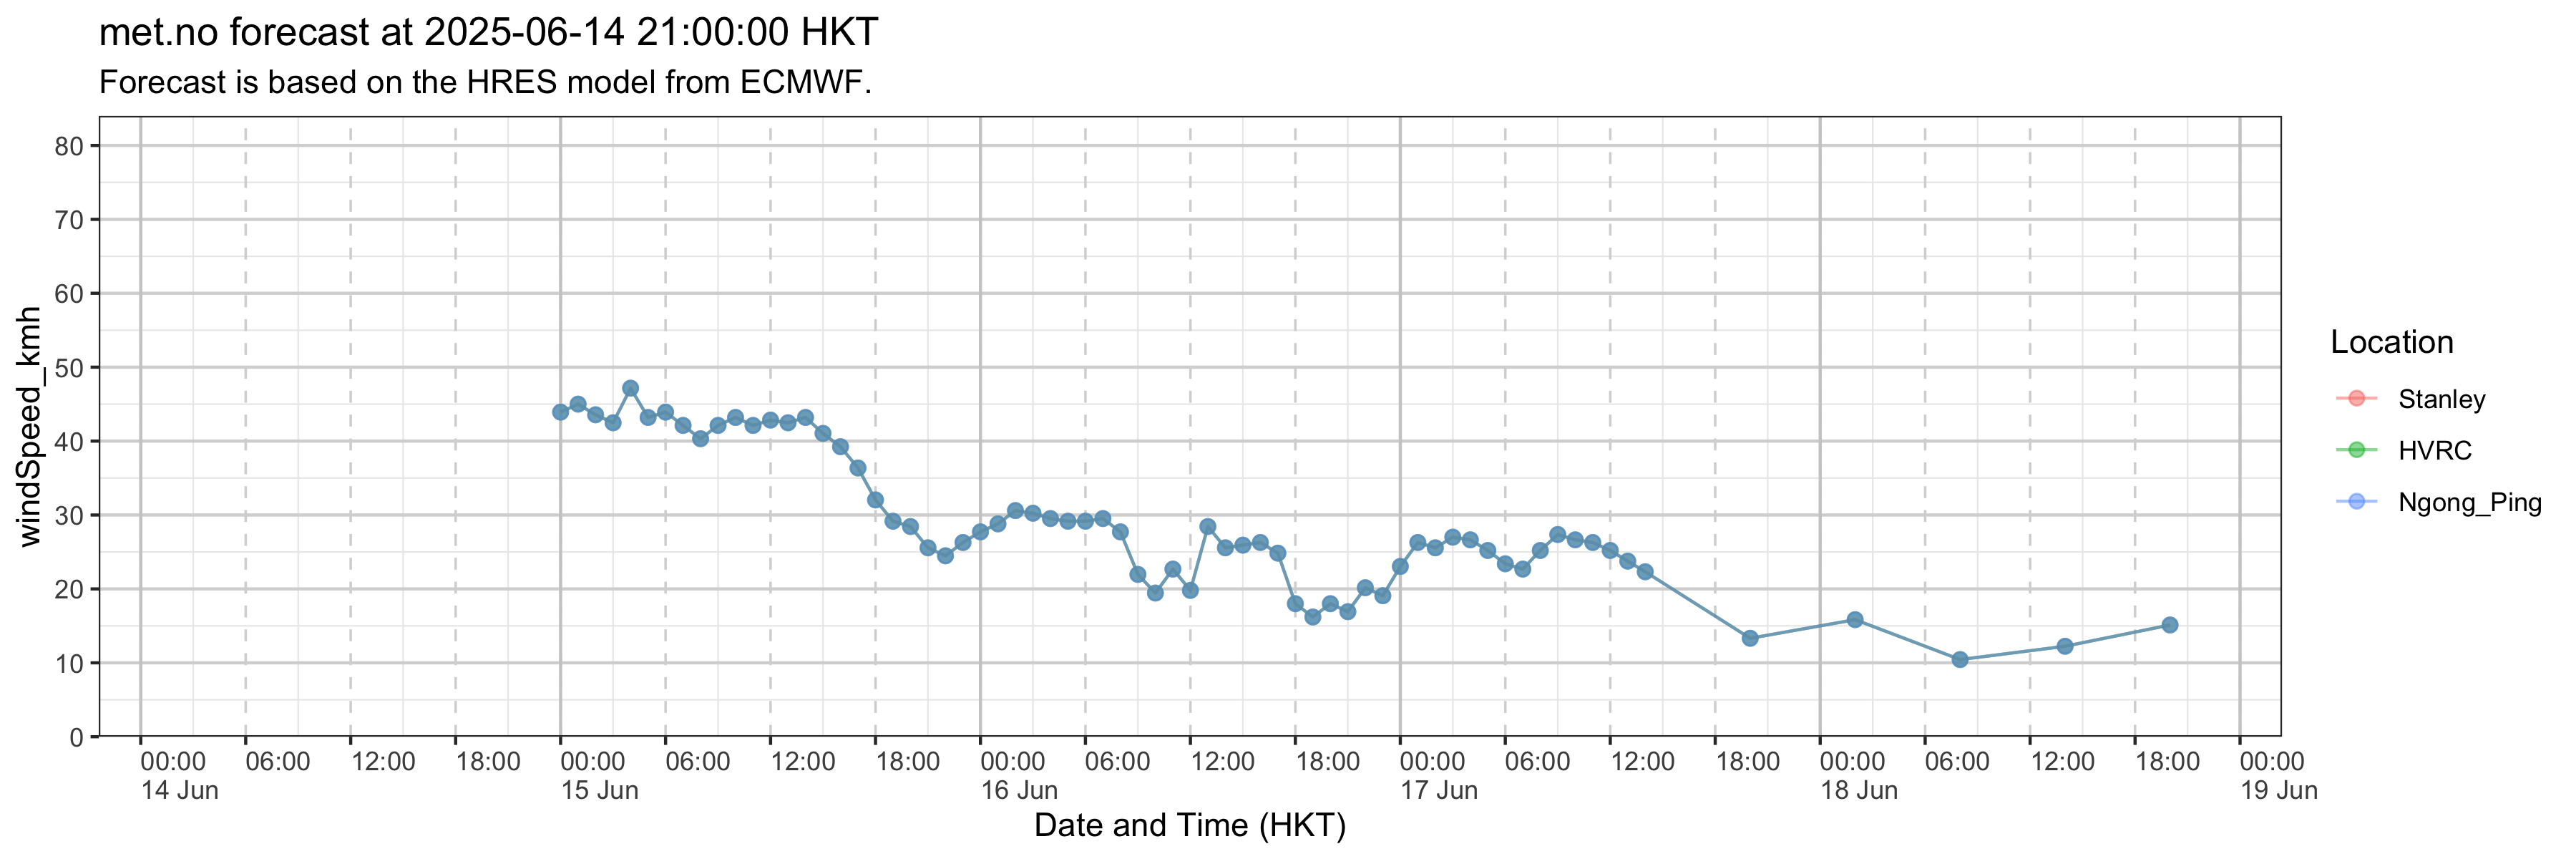 met.no forecast at 2025-06-14 21:00:00 HKT
Forecast is based on the HRES model from ECMWF.
windSpeed_kmh
80
70
60
50
40
30
20
10
0
00:00 06:00 12:00 18:00 00:00 06:00 12:00 18:00 00:00 06:00 12:00 18:00 00:00 06:00 12:00 18:00 00:00 06:00 12:00 18:00 00:00
14 Jun 15 Jun 16 Jun 17 Jun 18 Jun 19 Jun
Date and Time (HKT)
Location
Stanley
HVRC
Ngong_Ping